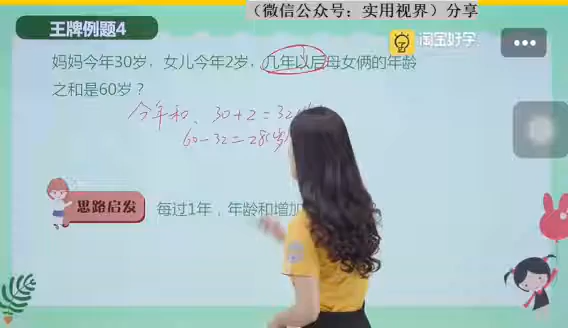 （微信公众号：实用视界）分享
王牌例题4
淘宝好字
妈妈今年30岁，女儿今年2岁，几年以后母女俩的年龄
之和是60岁？
今年和、30+2=32
60-32=28(岁
思路启发
每过1年，年龄和增加